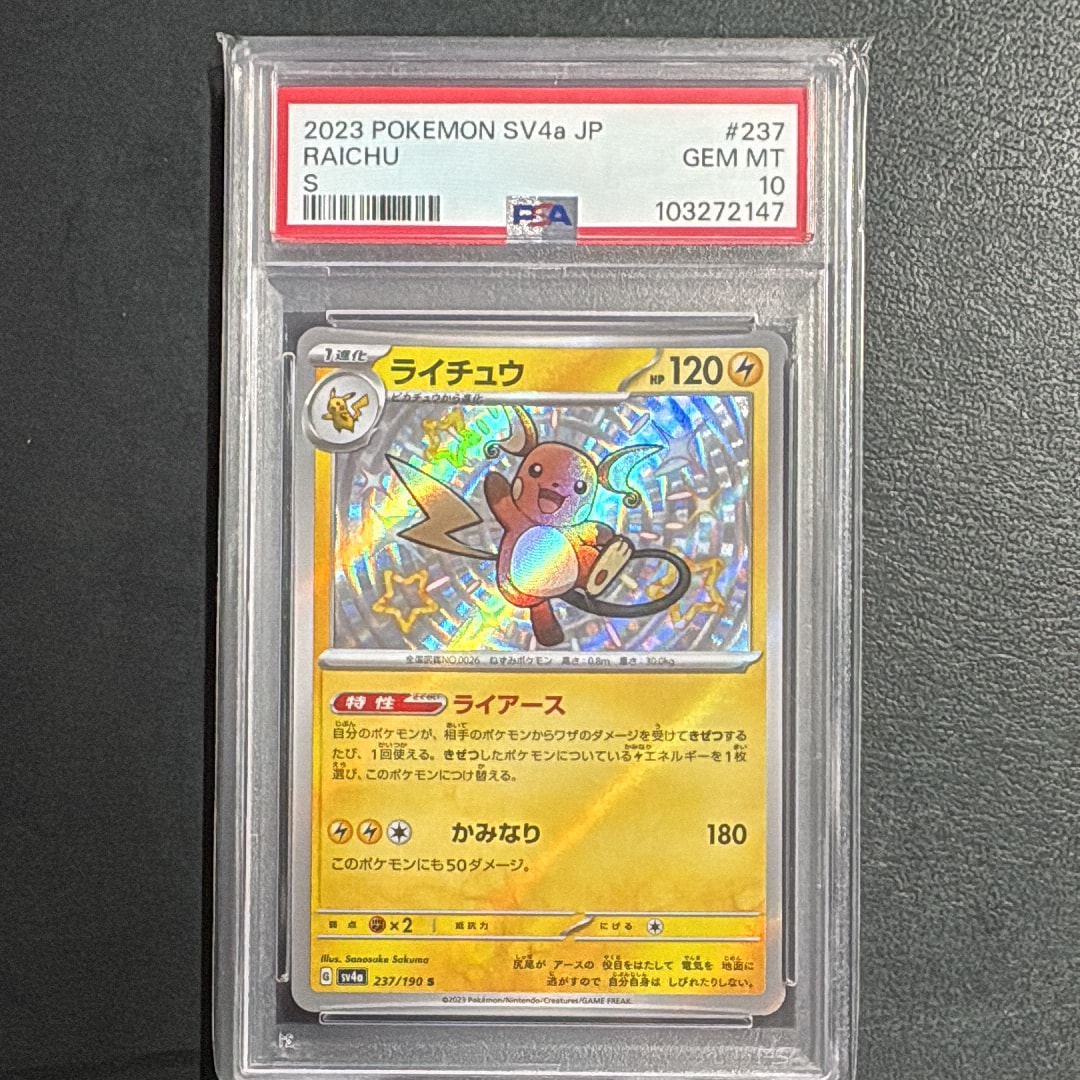 2023 POKEMON SV4a JP #237
RAICHU GEM MT
S 10
PSA 103272147
1進化 ライチュウ HP 120
ピカチュウから進化
全国図鑑NO.0026 ねずみポケモン 高さ:0.8m 重さ:30.0kg
特性 ライアース
自分のポケモンが、相手のポケモンからワザのダメージを受けてきぜつする
たび、1回使える。きぜつしたポケモンについているエネルギーを1枚
選び、このポケモンにつけ替える。
かみなり 180
このポケモンにも50ダメージ。
弱点 ×2 抵抗力 にげる
Illus. Sanosuke Sakuma
尻尾が アースの 役目をはたして 電気を 地面に
G sv4a 237/190 S
逃がすので 自分自身は しびれたりしない。
©2023 Pokémon/Nintendo/Creatures/GAME FREAK.